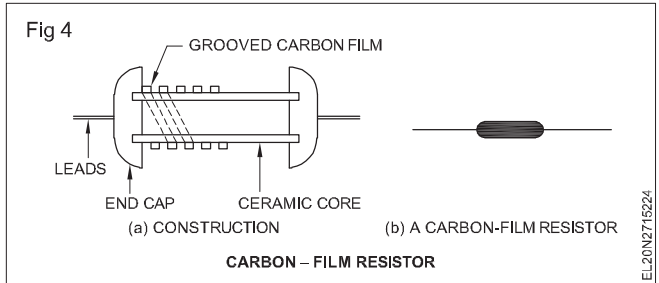 Fig 4
GROOVED CARBON FILM
LEADS
END CAP
CERAMIC CORE
(a) CONSTRUCTION
(b) A CARBON-FILM RESISTOR
CARBON – FILM RESISTOR
EL20N2715224